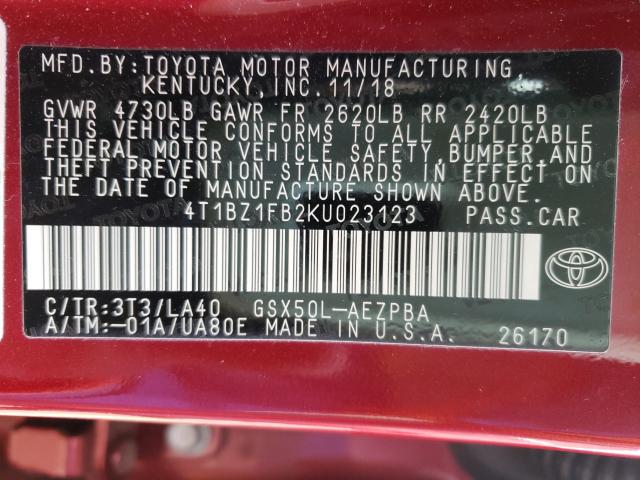 MFD. BY: TOYOTA MOTOR MANUFACTURING,
KENTUCKY, INC. 11/18
GVWR 4730LB GAWR FR 2620LB RR 2420LB
THIS VEHICLE CONFORMS TO ALL APPLICABLE
FEDERAL MOTOR VEHICLE SAFETY, BUMPER, AND
THEFT PREVENTION STANDARDS IN EFFECT ON
THE DATE OF MANUFACTURE SHOWN ABOVE.
4T1BZ1FB2KU023123 PASS. CAR
C/TR: 3T3/LA40 GSX50L-AEZPBA
A/TM: -01A/UA80E MADE IN U.S.A. 26170